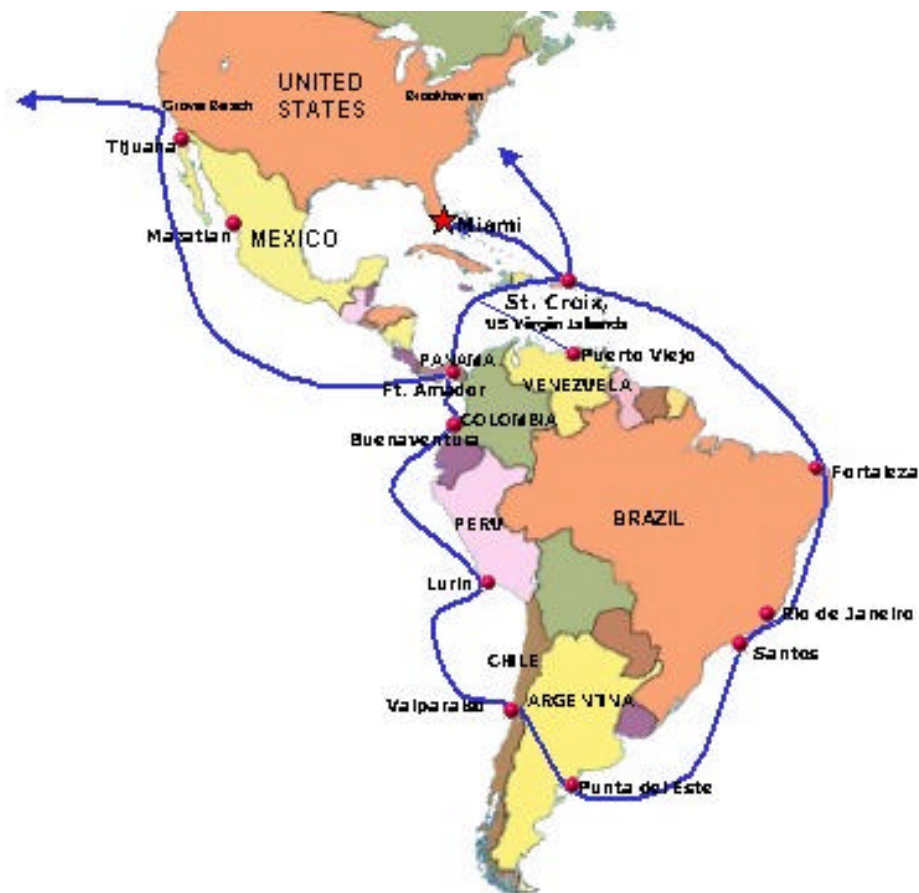 UNITED
STATES
Brookhaven
Grover Beach
Tijuana
Miami
Mazatlan
MEXICO
St. Croix,
US Virgin Islands
PANAMA
Puerto Viejo
VENEZUELA
Ft. Amador
COLOMBIA
Buenaventura
Fortaleza
PERU
BRAZIL
Lurin
Rio de Janeiro
Santos
CHILE
Valparaiso
ARGENTINA
Punta del Este